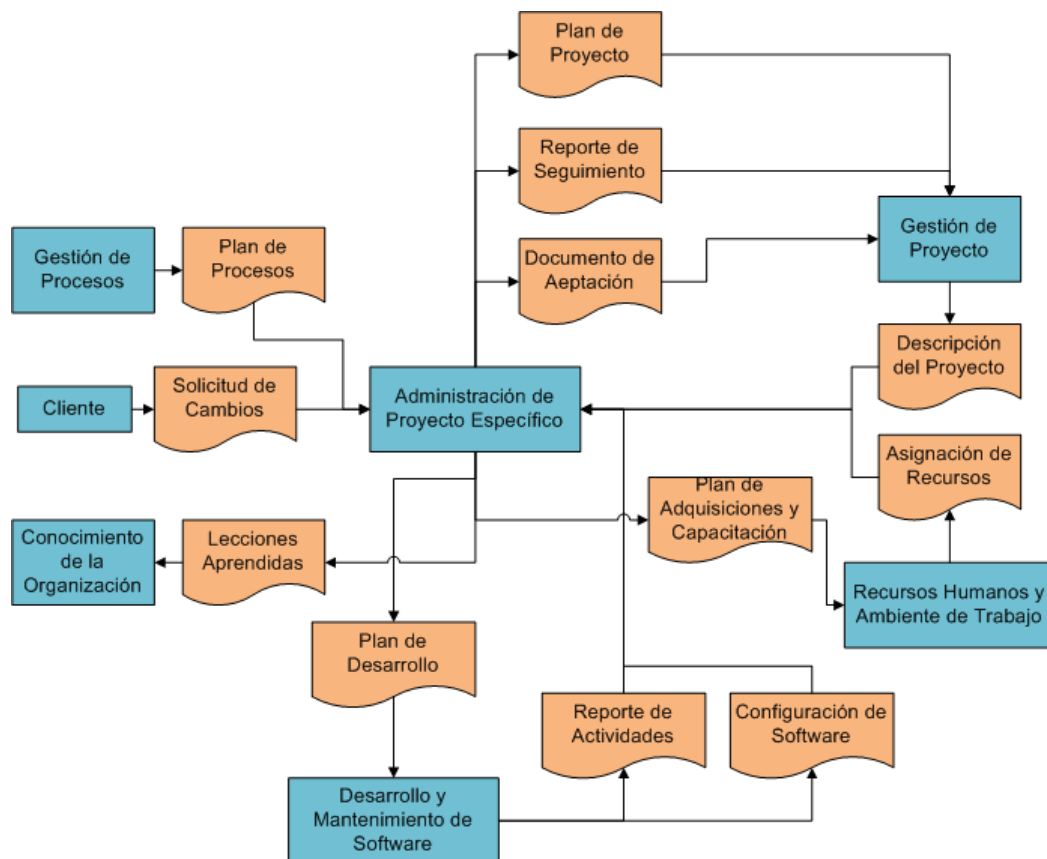 Plan de
Proyecto
Reporte de
Seguimiento
Gestión de
Proyecto
Gestión de
Procesos
Plan de
Procesos
Documento de
Aeptación
Descripción
del Proyecto
Cliente
Solicitud de
Cambios
Administración de
Proyecto Específico
Asignación de
Recursos
Plan de
Adquisiciones y
Capacitación
Conocimiento
de la
Organización
Lecciones
Aprendidas
Recursos Humanos y
Ambiente de Trabajo
Plan de
Desarrollo
Reporte de
Actividades
Configuración de
Software
Desarrollo y
Mantenimiento de
Software